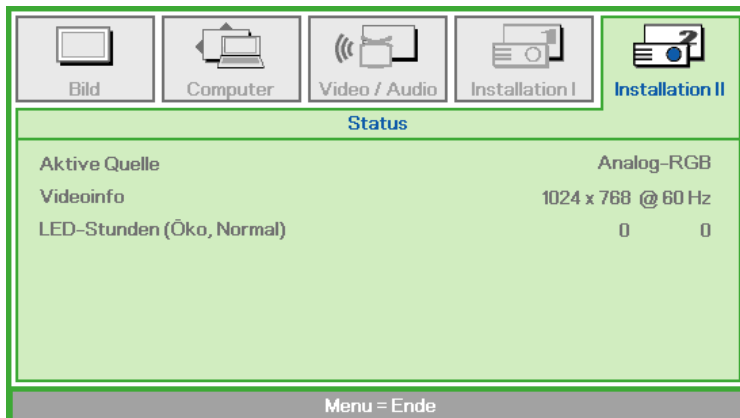 Bild
Computer
Video / Audio
Installation I
Installation II
Status
Aktive Quelle Analog-RGB
Videoinfo 1024 x 768 @ 60 Hz
LED-Stunden (Öko, Normal) 0 0
Menu = Ende